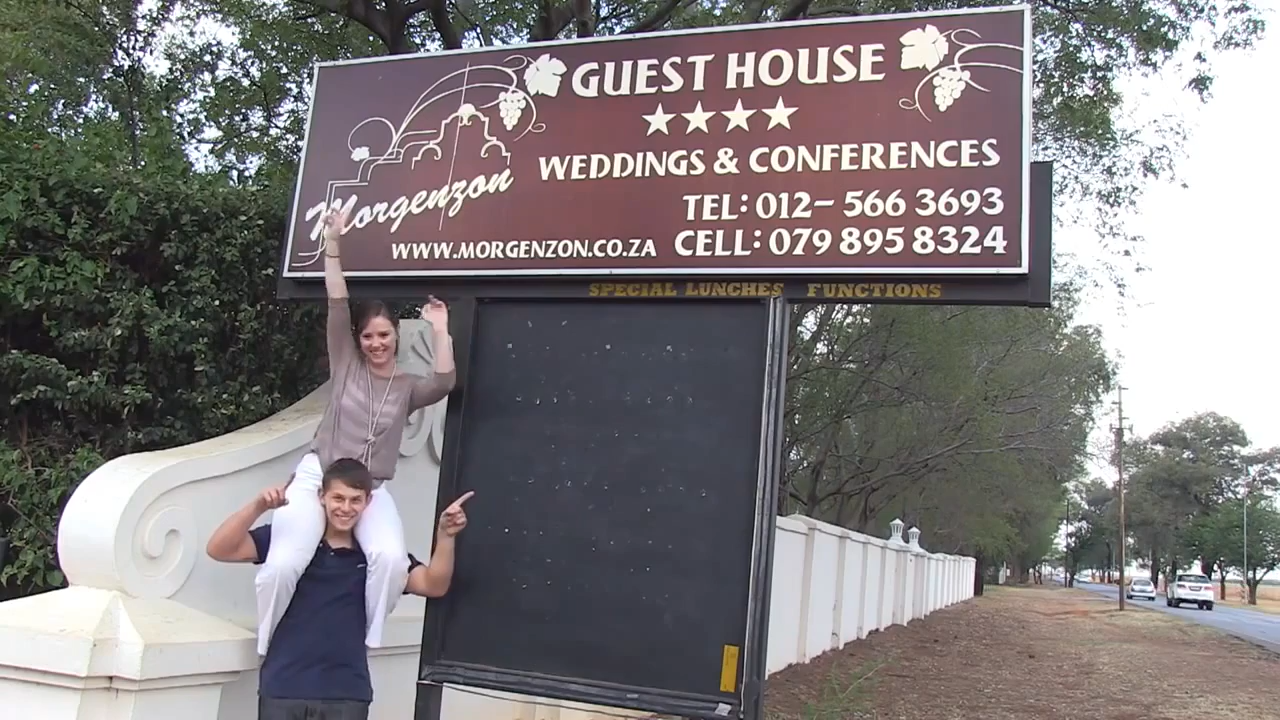 GUEST HOUSE
WEDDINGS & CONFERENCES
Morgenzon
TEL: 012- 566 3693
WWW.MORGENZON.CO.ZA
CELL: 079 895 8324
SPECIAL LUNCHES FUNCTIONS